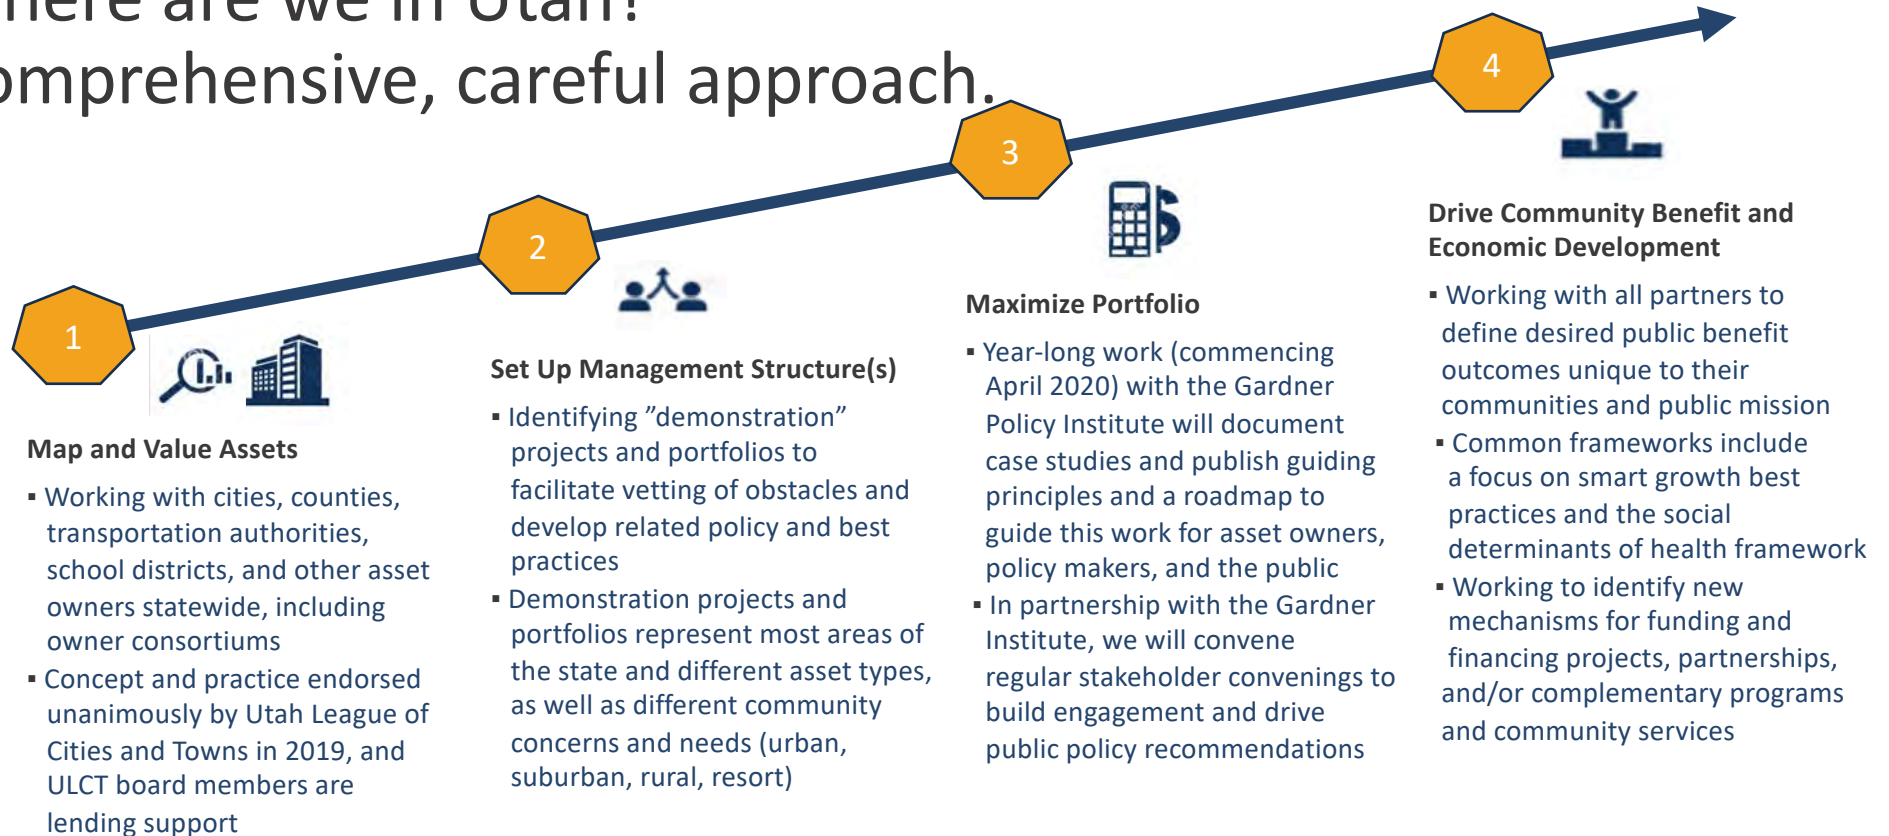 here are we in Utah?
omprehensive, careful approach.
1
Map and Value Assets
▪ Working with cities, counties,
transportation authorities,
school districts, and other asset
owners statewide, including
owner consortiums
▪ Concept and practice endorsed
unanimously by Utah League of
Cities and Towns in 2019, and
ULCT board members are
lending support
2
Set Up Management Structure(s)
▪ Identifying ”demonstration”
projects and portfolios to
facilitate vetting of obstacles and
develop related policy and best
practices
▪ Demonstration projects and
portfolios represent most areas of
the state and different asset types,
as well as different community
concerns and needs (urban,
suburban, rural, resort)
3
Maximize Portfolio
▪ Year-long work (commencing
April 2020) with the Gardner
Policy Institute will document
case studies and publish guiding
principles and a roadmap to
guide this work for asset owners,
policy makers, and the public
▪ In partnership with the Gardner
Institute, we will convene
regular stakeholder convenings to
build engagement and drive
public policy recommendations
4
Drive Community Benefit and
Economic Development
▪ Working with all partners to
define desired public benefit
outcomes unique to their
communities and public mission
▪ Common frameworks include
a focus on smart growth best
practices and the social
determinants of health framework
▪ Working to identify new
mechanisms for funding and
financing projects, partnerships,
and/or complementary programs
and community services